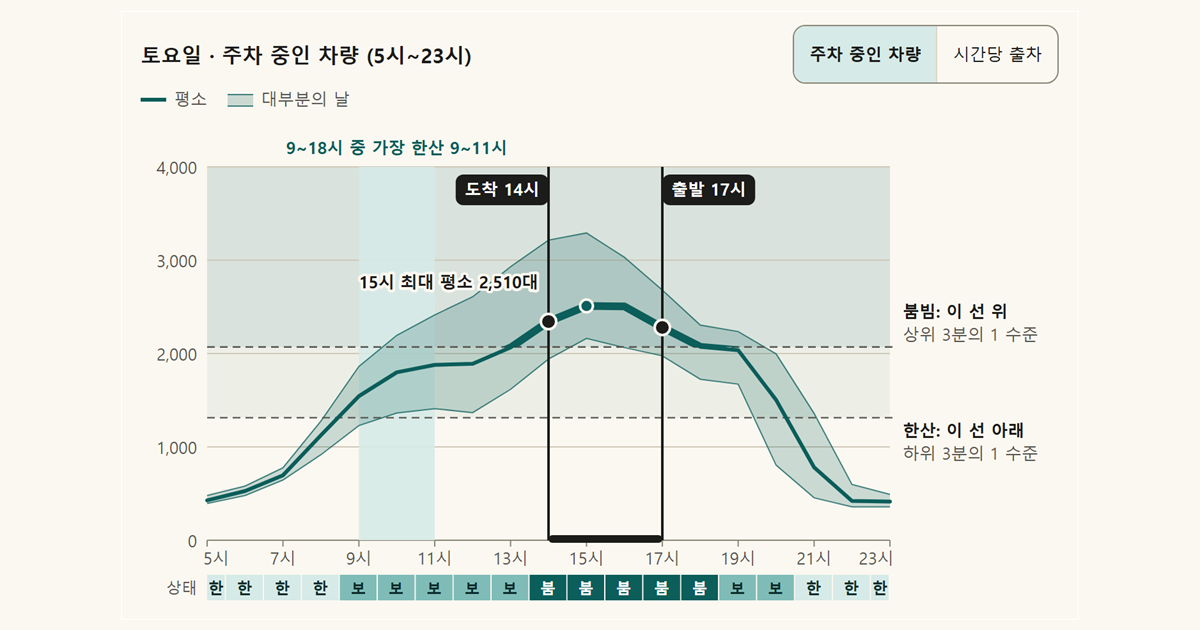 토요일 · 주차 중인 차량 (5시~23시)
주차 중인 차량 시간당 출차
평소 대부분의 날
9~18시 중 가장 한산 9~11시
4,000
3,000
2,000
1,000
0
도착 14시
출발 17시
15시 최대 평소 2,510대
붐빔: 이 선 위
상위 3분의 1 수준
한산: 이 선 아래
하위 3분의 1 수준
5시 7시 9시 11시 13시 15시 17시 19시 21시 23시
상태 한 한 한 한 보 보 보 보 보 붐 붐 붐 붐 붐 보 보 한 한 한